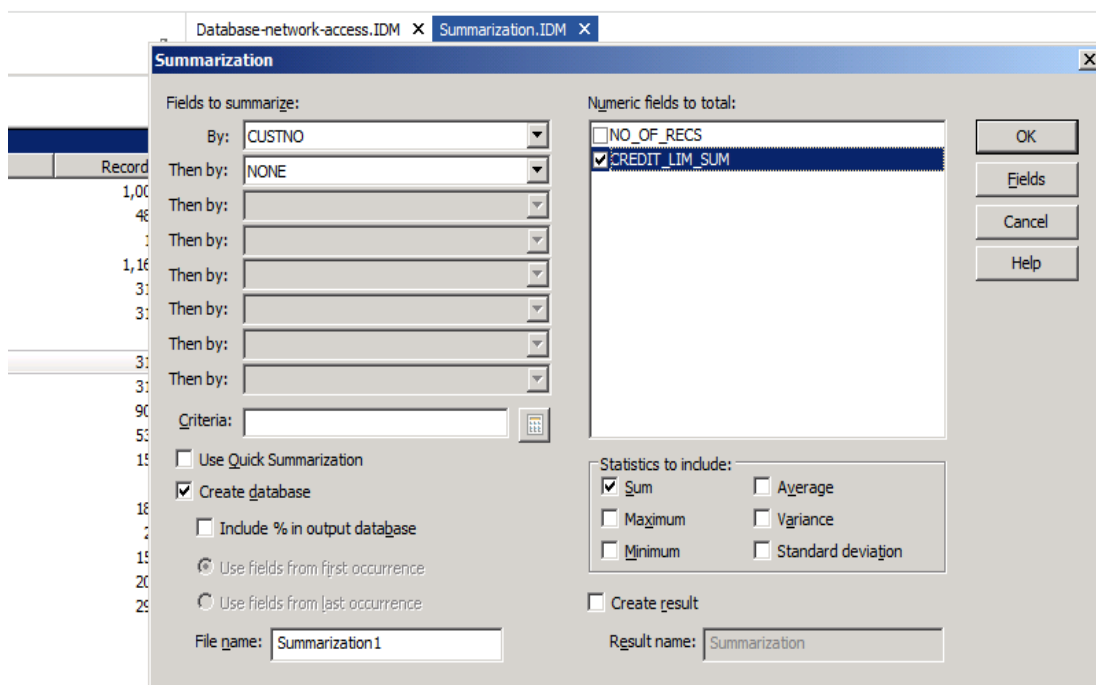 Database-network-access.IDM X Summarization.IDM X
Summarization
Fields to summarize:
By: CUSTNO
Then by: NONE
Then by:
Then by:
Then by:
Then by:
Then by:
Then by:
Criteria:
Use Quick Summarization
Create database
Include % in output database
Use fields from first occurrence
Use fields from last occurrence
File name: Summarization1
Numeric fields to total:
NO_OF_RECS
CREDIT_LIM_SUM
OK
Fields
Cancel
Help
Statistics to include:
Sum
Average
Maximum
Variance
Minimum
Standard deviation
Create result
Result name: Summarization
Record